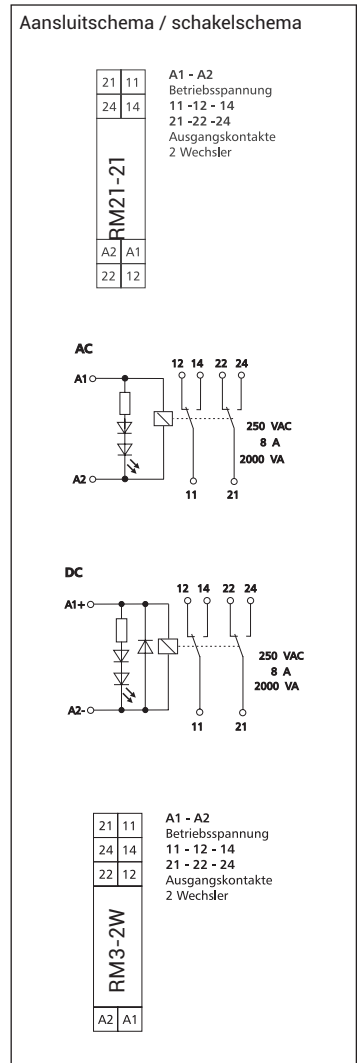 Aansluitschema / schakelschema
21 11
24 14
RM21-21
A2 A1
22 12
A1 - A2
Betriebsspannung
11 -12 - 14
21 -22 -24
Ausgangskontakte
2 Wechsler
AC
12 14 22 24
A1
250 VAC
8 A
2000 VA
A2
11 21
DC
12 14 22 24
A1+
250 VAC
8 A
2000 VA
A2-
11 21
21 11
24 14
22 12
RM3-2W
A2 A1
A1 - A2
Betriebsspannung
11 - 12 - 14
21 - 22 - 24
Ausgangskontakte
2 Wechsler